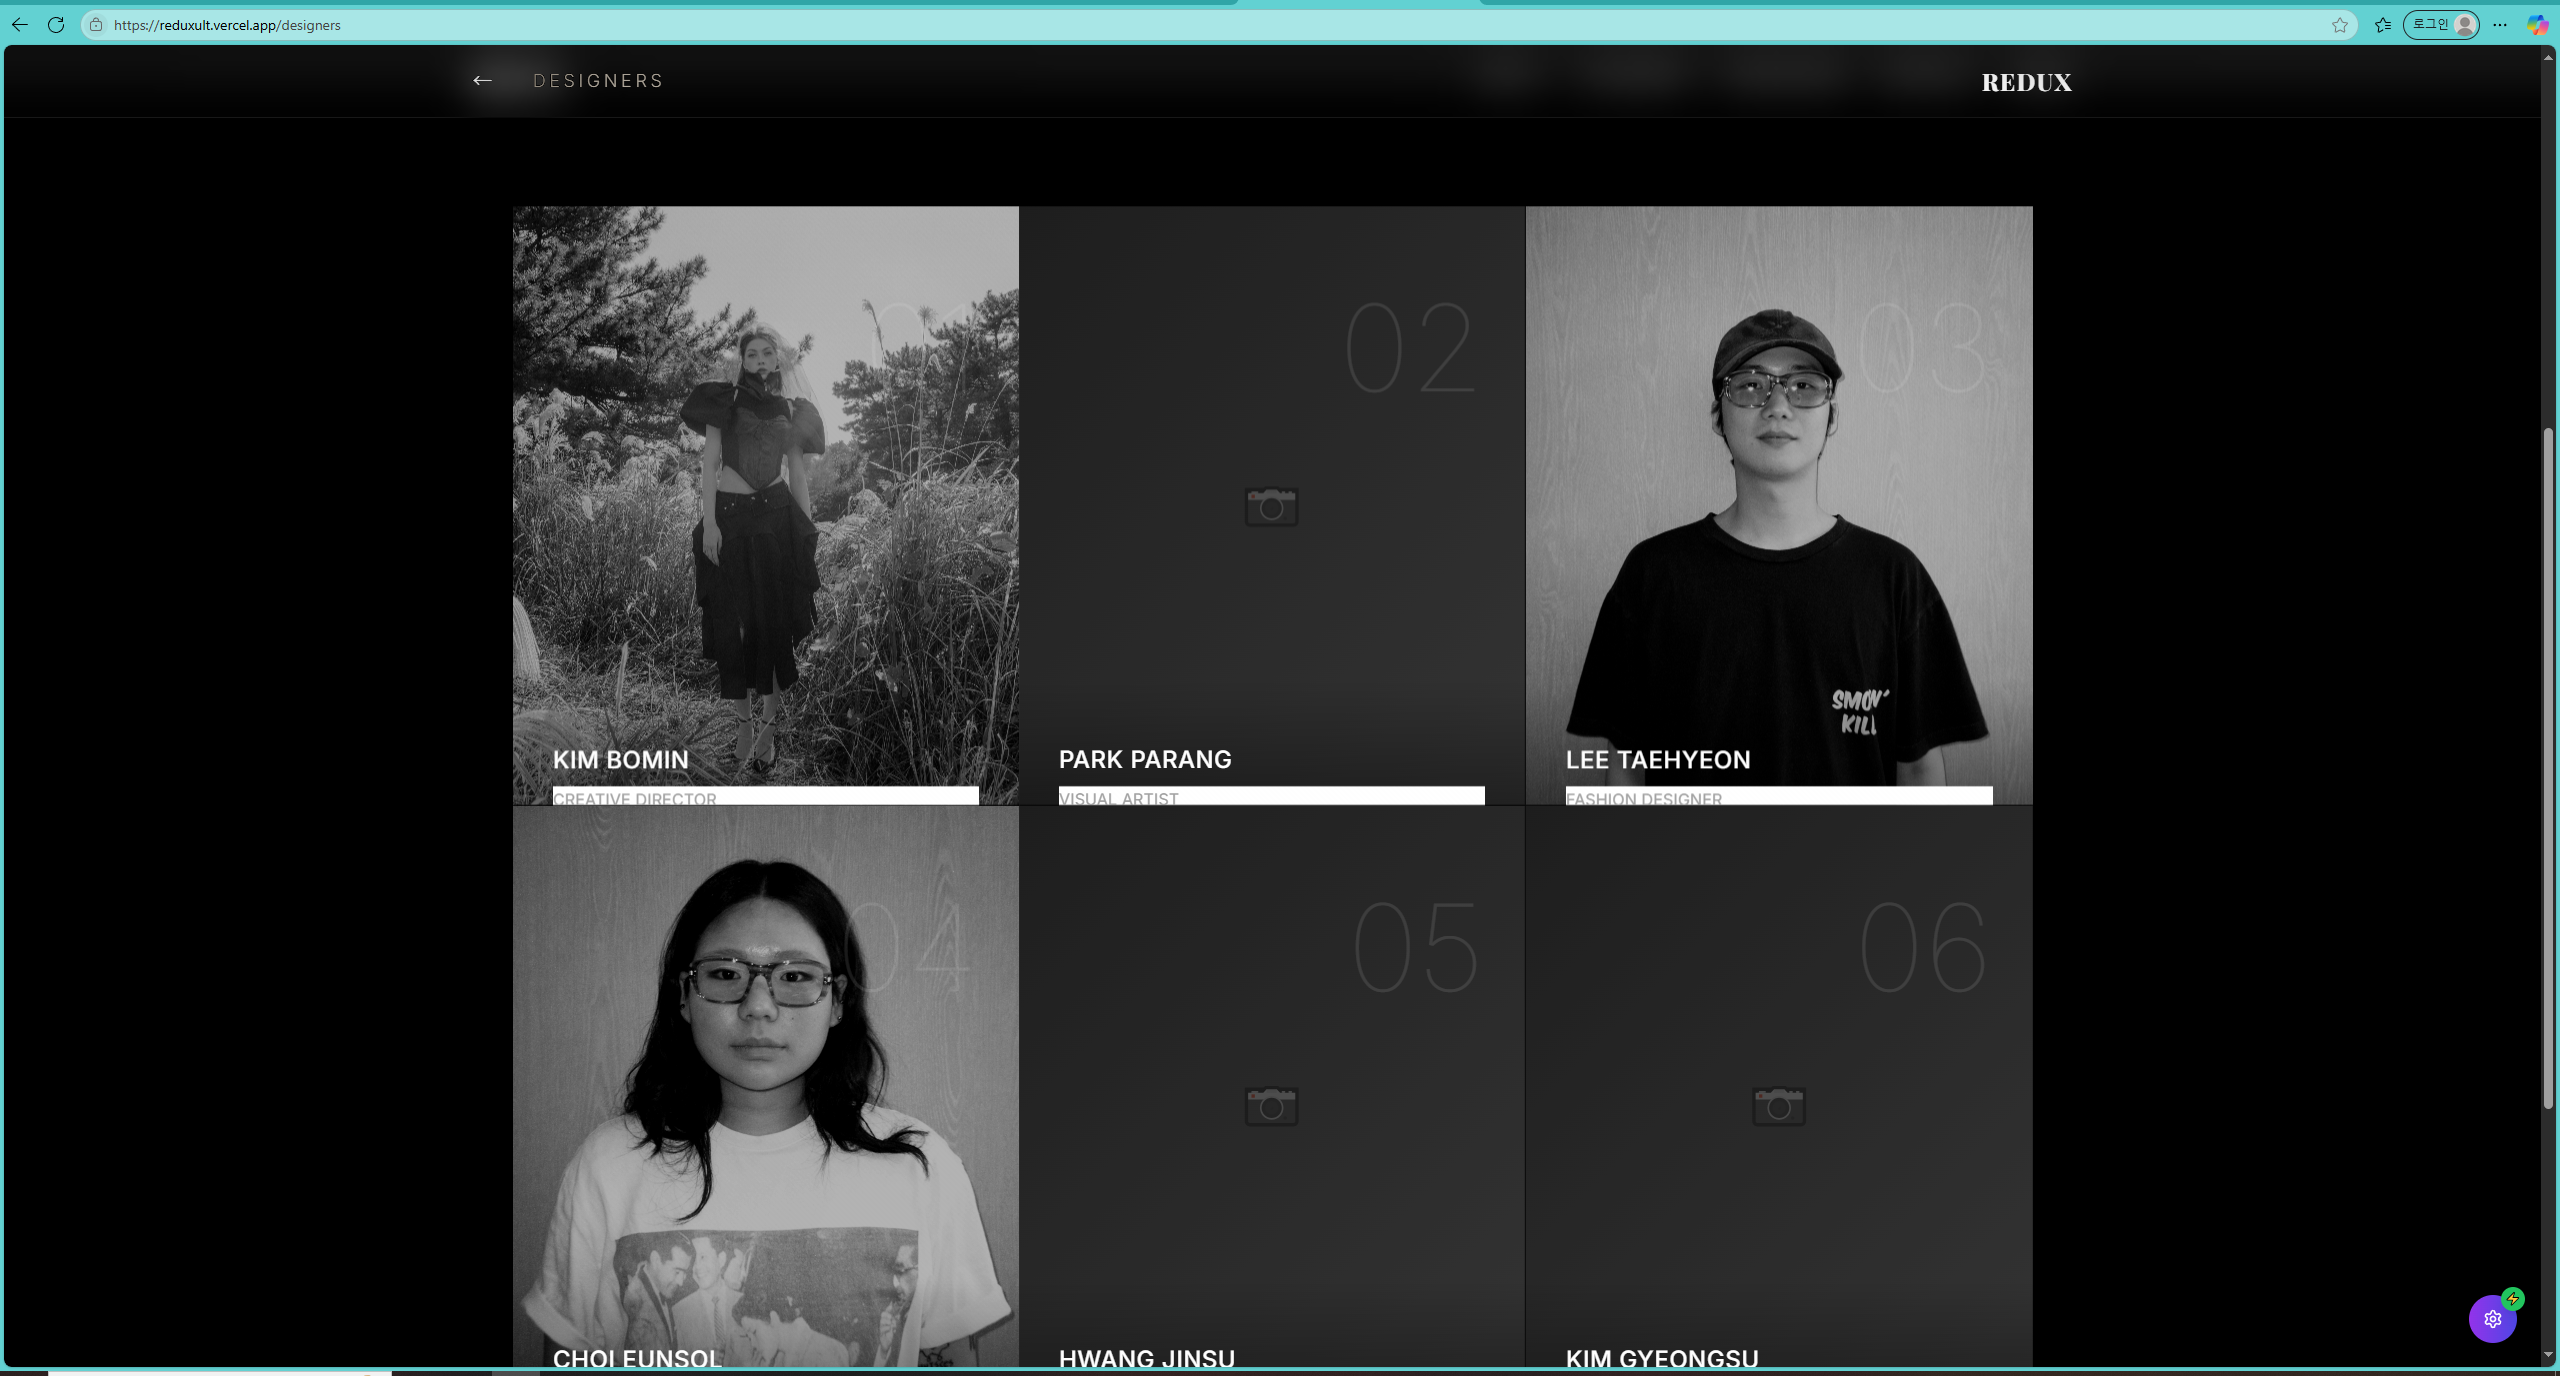 https://reduxult.vercel.app/designers
로그인
← DESIGNERS
REDUX
01
02
03
SMON'
KILL
KIM BOMIN
PARK PARANG
LEE TAEHYEON
CREATIVE DIRECTOR
VISUAL ARTIST
FASHION DESIGNER
04
05
06
CHOI EUNSOL
HWANG JINSU
KIM GYEONGSU